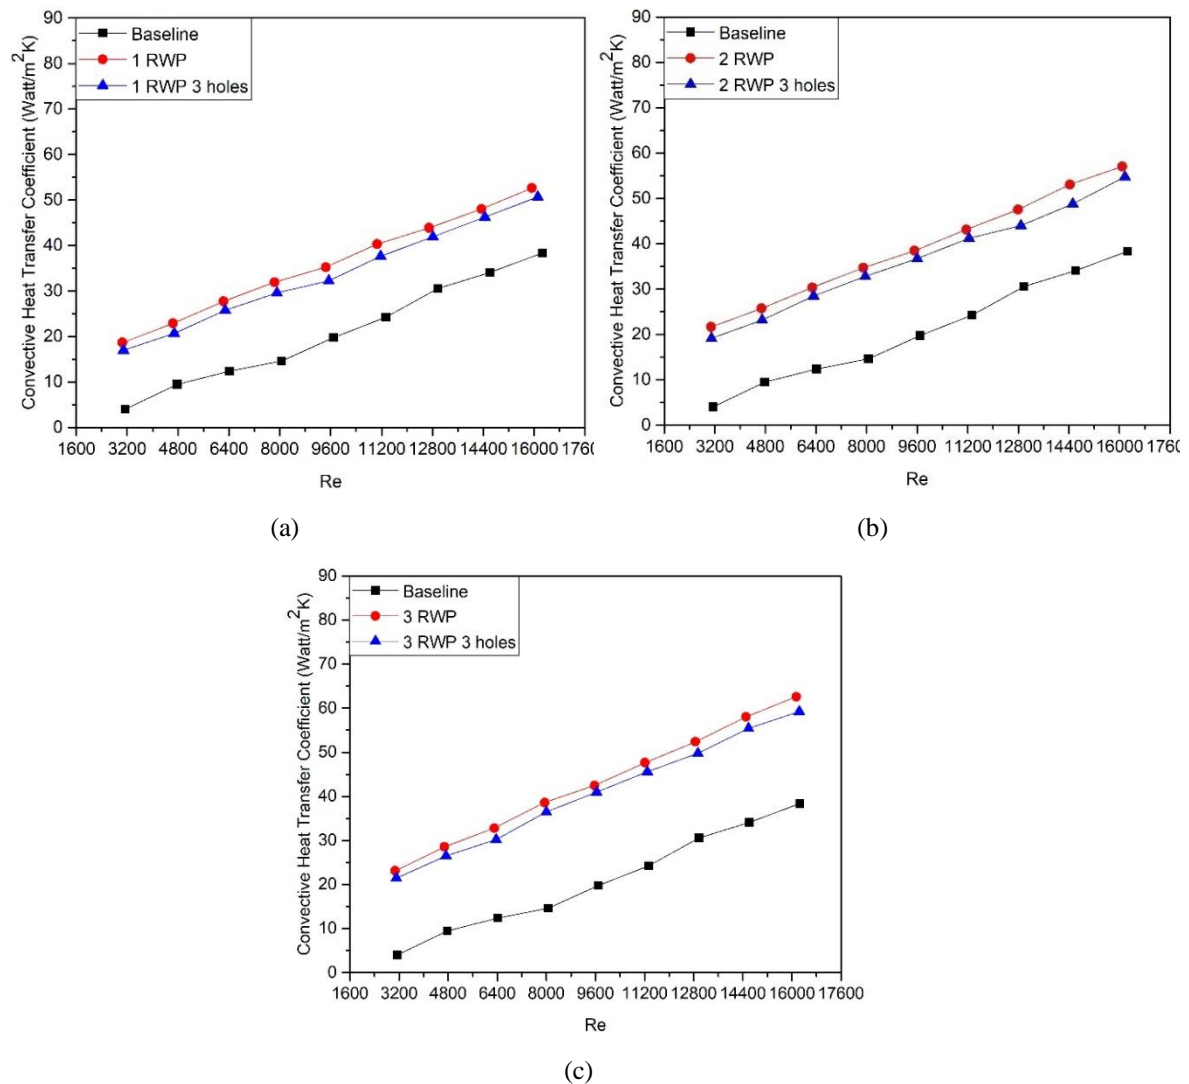 90
80
70
60
50
40
30
20
10
0
Convective Heat Transfer Coefficient (Watt/m²K)
Baseline
1 RWP
1 RWP 3 holes
1600 3200 4800 6400 8000 9600 11200 12800 14400 16000 1760
Re
(a)
90
80
70
60
50
40
30
20
10
0
Convective Heat Transfer Coefficient (Watt/m²K)
Baseline
2 RWP
2 RWP 3 holes
1600 3200 4800 6400 8000 9600 11200 12800 14400 16000 1760
Re
(b)
90
80
70
60
50
40
30
20
10
0
Convective Heat Transfer Coefficient (Watt/m²K)
Baseline
3 RWP
3 RWP 3 holes
1600 3200 4800 6400 8000 9600 11200 12800 14400 16000 17600
Re
(c)